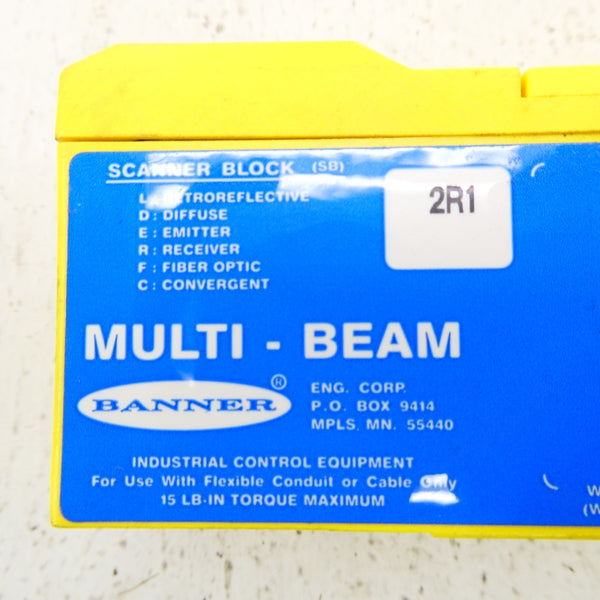 SCANNER BLOCK (SB)
L: RETROREFLECTIVE
D: DIFFUSE
E: EMITTER
R: RECEIVER
F: FIBER OPTIC
C: CONVERGENT
2R1
MULTI - BEAM
BANNER®
ENG. CORP.
P.O. BOX 9414
MPLS, MN. 55440
INDUSTRIAL CONTROL EQUIPMENT
For Use With Flexible Conduit or Cable Only
15 LB-IN TORQUE MAXIMUM
W
(W